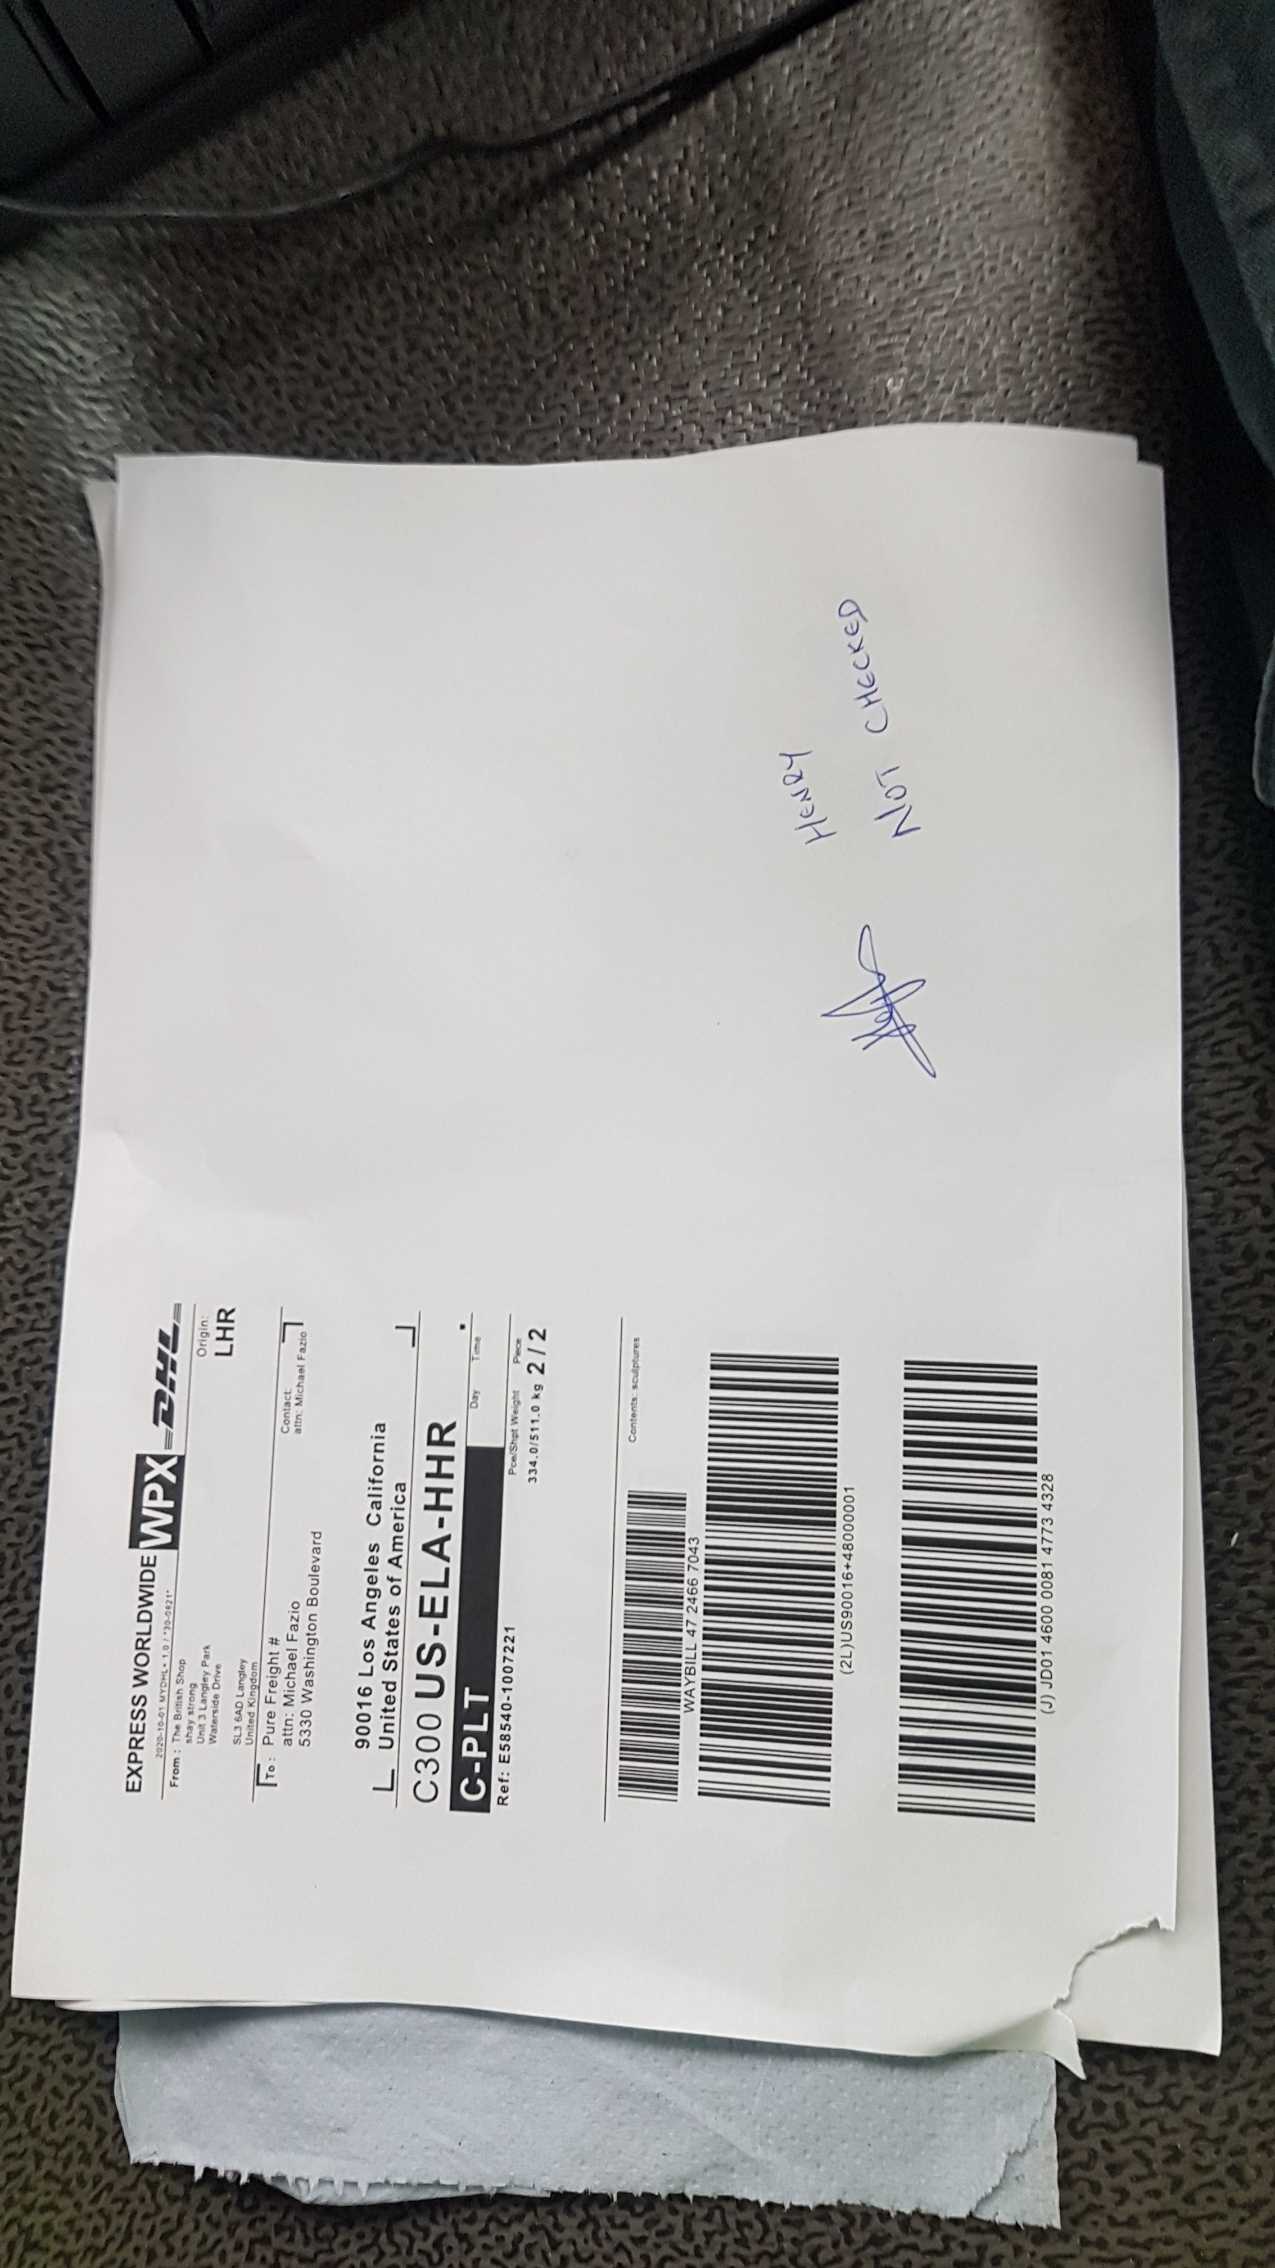 EXPRESS WORLDWIDE WPX DHL
2020-10-01 MYDHL+ 1.0 / *30-0821*
From : The British Shop
shay strong
Unit 3 Langley Park
Waterside Drive
Origin:
LHR
SL3 6AD Langley
United Kingdom
To : Pure Freight #
attn: Michael Fazio
5330 Washington Boulevard
Contact:
attn: Michael Fazio
90016 Los Angeles California
United States of America
C300 US-ELA-HHR
C-PLT
Day Time
Ref: E58540-1007221
Pce/Shpt Weight Piece
334.0/511.0 kg 2 / 2
Contents: sculptures
WAYBILL 47 2466 7043
(2L)US90016+48000001
(J) JD01 4600 0081 4773 4328
HENRY
NOT CHECKED